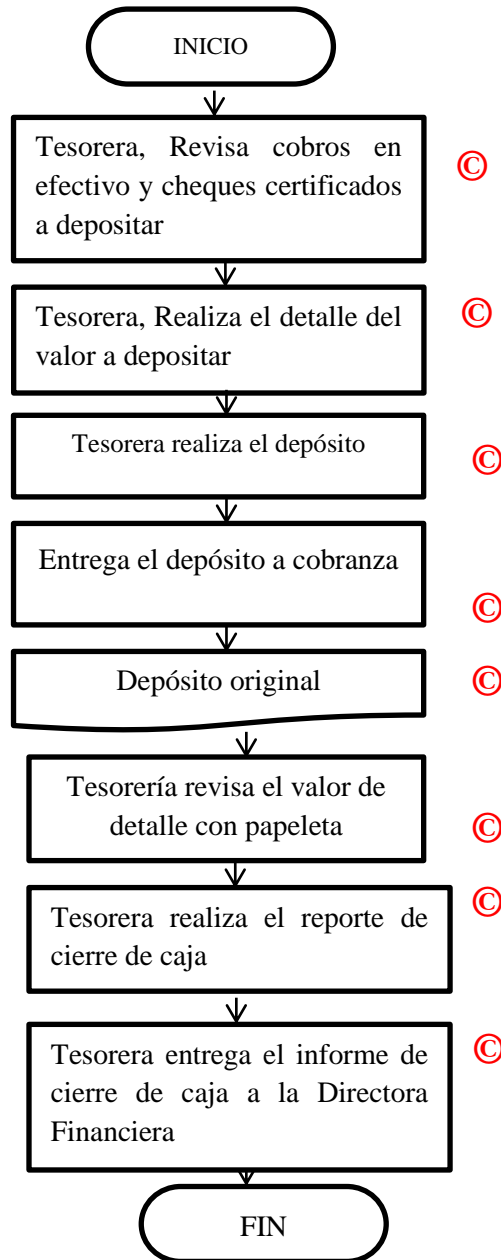 INICIO
Tesorera, Revisa cobros en
efectivo y cheques certificados
a depositar
©
Tesorera, Realiza el detalle del
valor a depositar
©
Tesorera realiza el depósito
©
Entrega el depósito a cobranza
©
Depósito original
©
Tesorería revisa el valor de
detalle con papeleta
©
Tesorera realiza el reporte de
cierre de caja
©
Tesorera entrega el informe de
cierre de caja a la Directora
Financiera
©
FIN